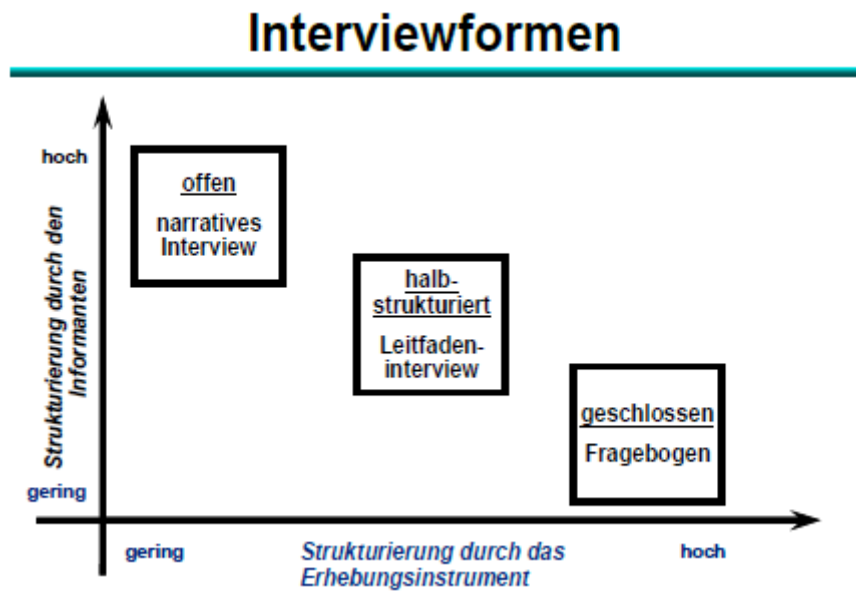 Interviewformen
hoch
offen
narratives
Interview
halb-
strukturiert
Leitfaden-
interview
geschlossen
Fragebogen
Strukturierung durch den
Informanten
gering
gering
Strukturierung durch das
Erhebungsinstrument
hoch